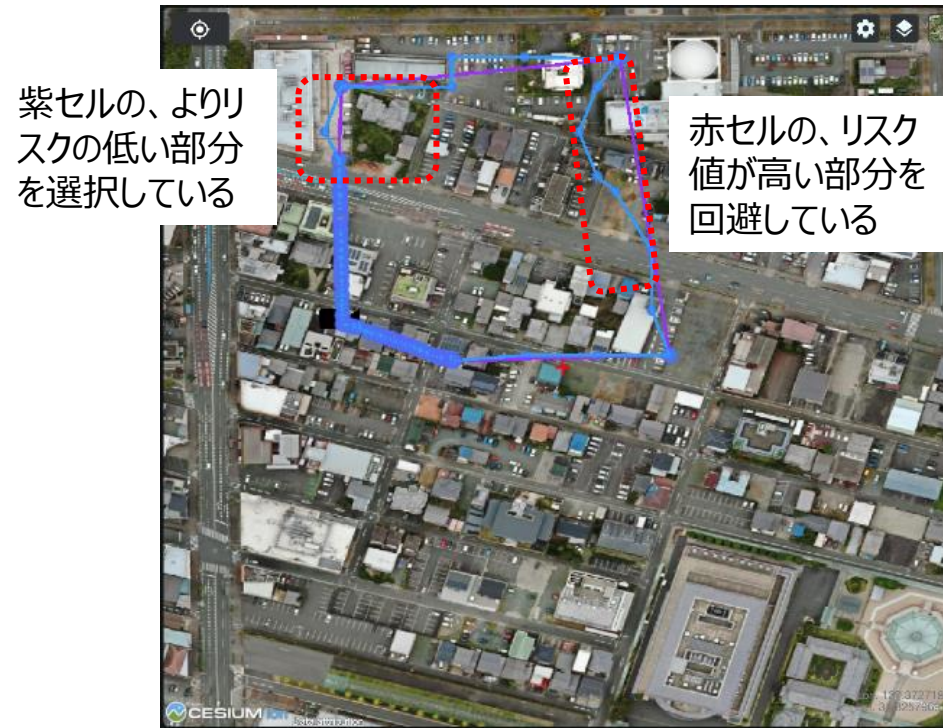 紫セルの、よりリ
スクの低い部分
を選択している
赤セルの、リスク
値が高い部分を
回避している
CESIUM ion